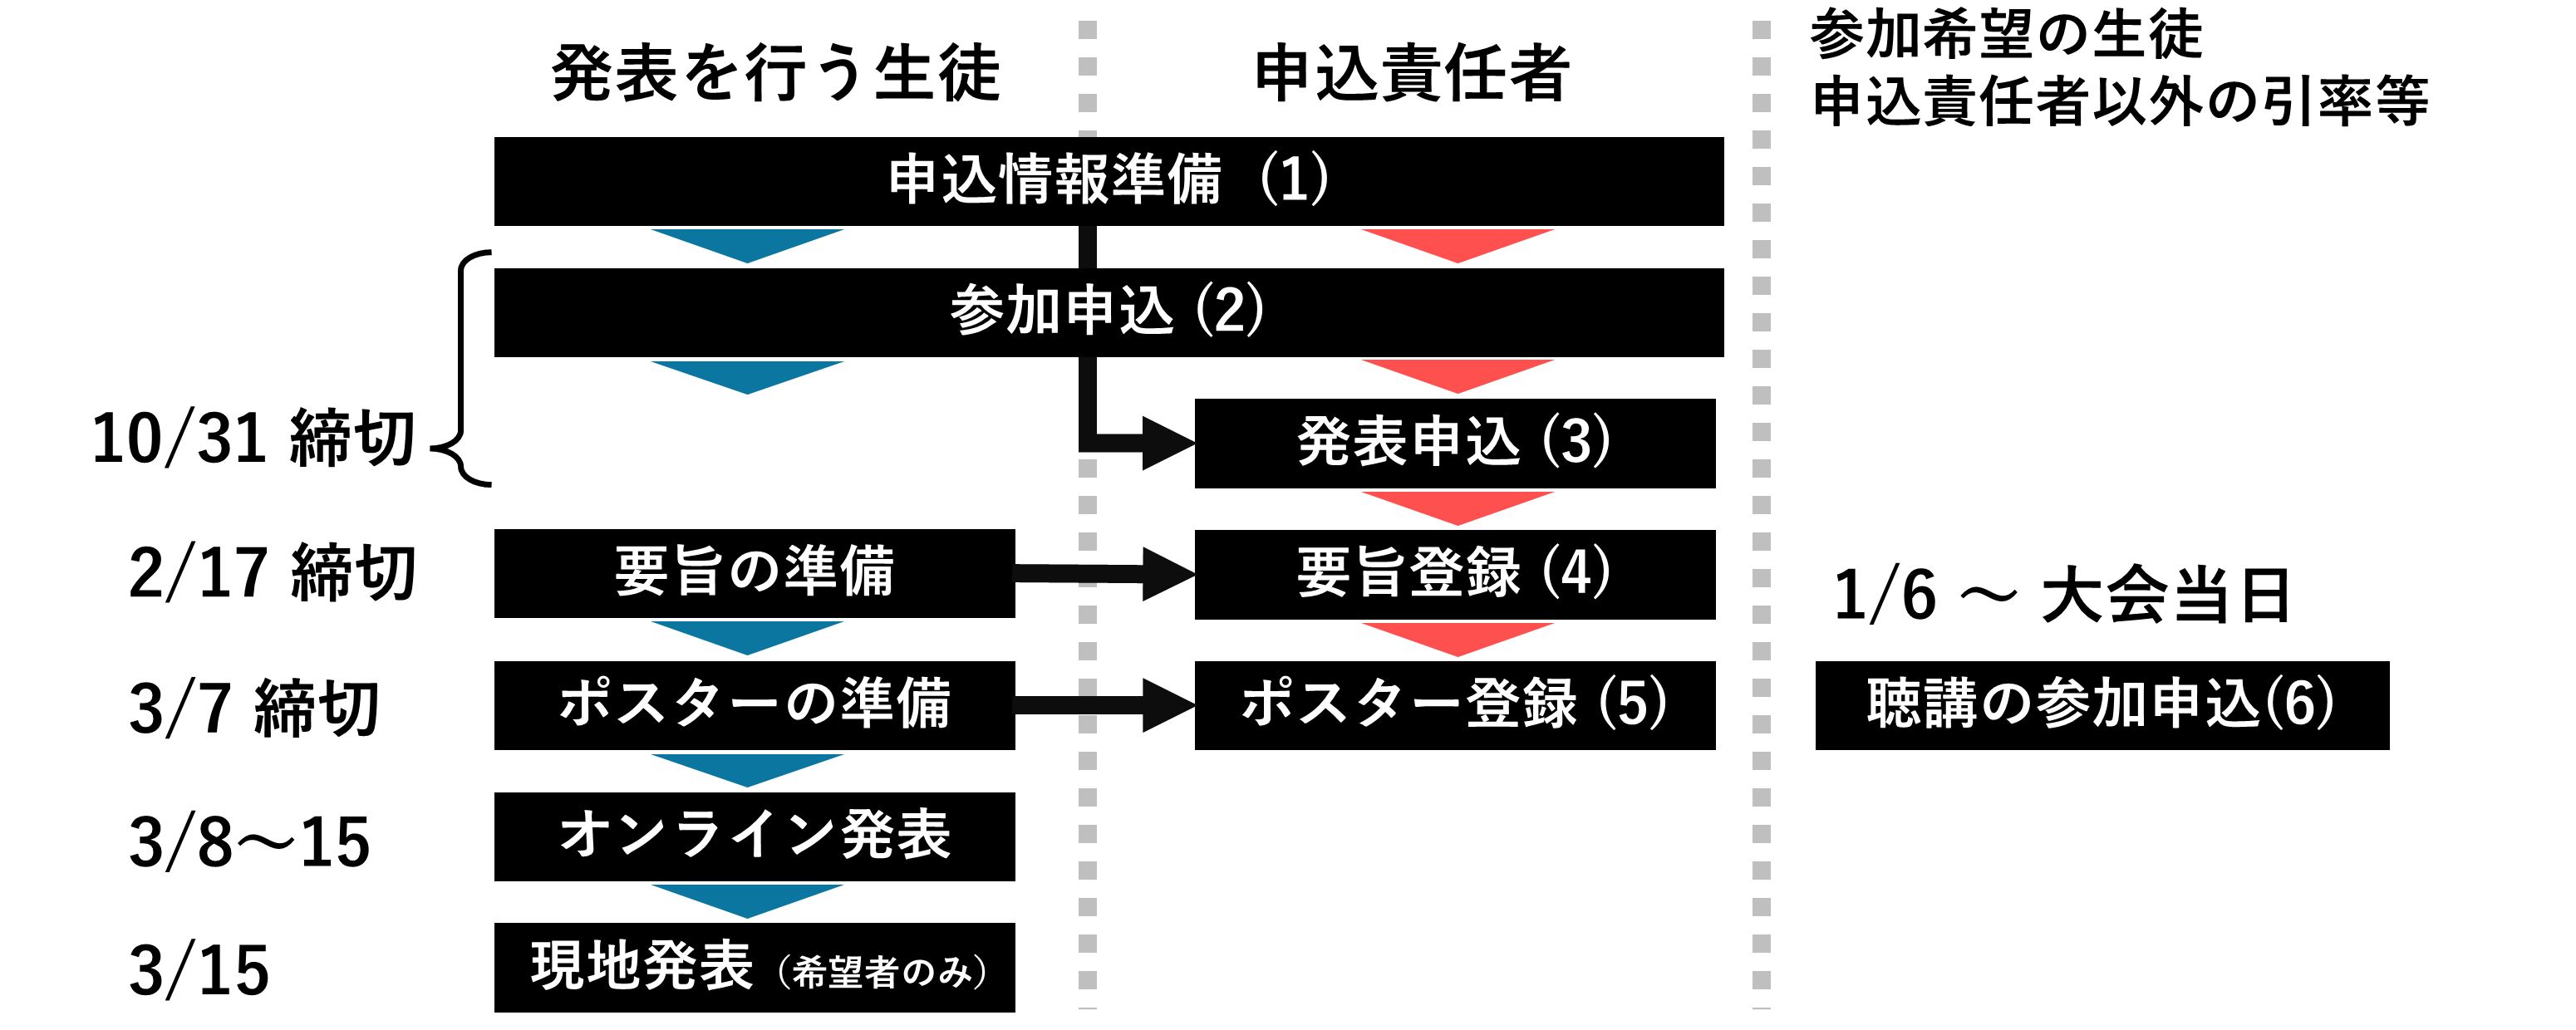 発表を行う生徒
申込責任者
参加希望の生徒
申込責任者以外の引率等
申込情報準備 (1)
参加申込 (2)
10/31 締切
発表申込 (3)
2/17 締切
要旨の準備
要旨登録 (4)
1/6 ～ 大会当日
3/7 締切
ポスターの準備
ポスター登録 (5)
聴講の参加申込(6)
3/8～15
オンライン発表
3/15
現地発表 (希望者のみ)